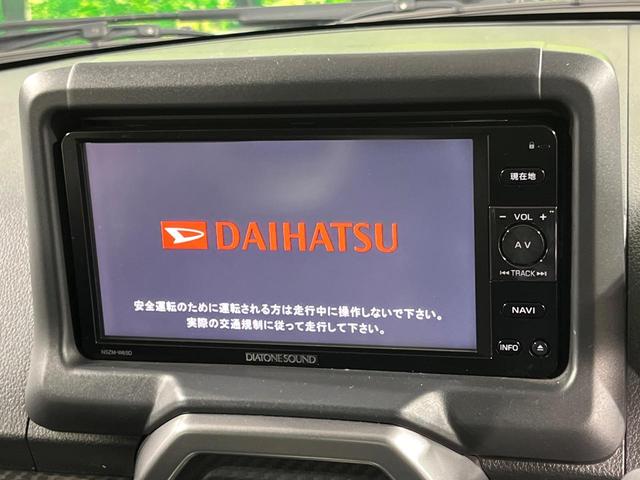 現在地
− VOL +
AV
TRACK
DAIHATSU
安全運転のために運転される方は走行中に操作しないで下さい。
実際の交通規制に従って走行して下さい。
NAVI
INFO
NSZM-W65D
DIATONE SOUND